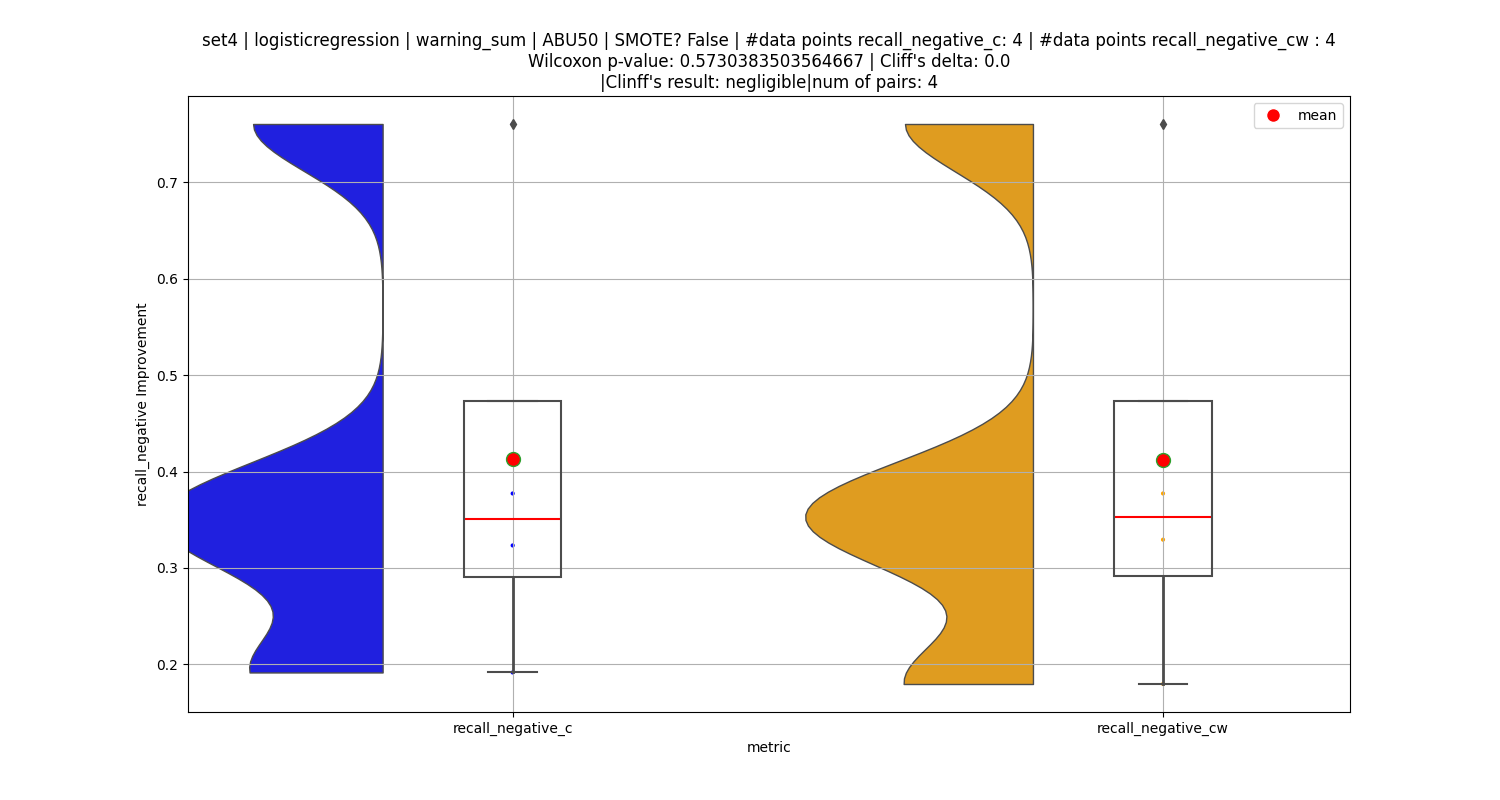 set4 | logisticregression | warning_sum | ABU50 | SMOTE? False | #data points recall_negative_c: 4 | #data points recall_negative_cw : 4
Wilcoxon p-value: 0.5730383503564667 | Cliff's delta: 0.0
|Clinff's result: negligible|num of pairs: 4
mean
0.7
0.6
0.5
0.4
0.3
0.2
recall_negative Improvement
recall_negative_c
recall_negative_cw
metric